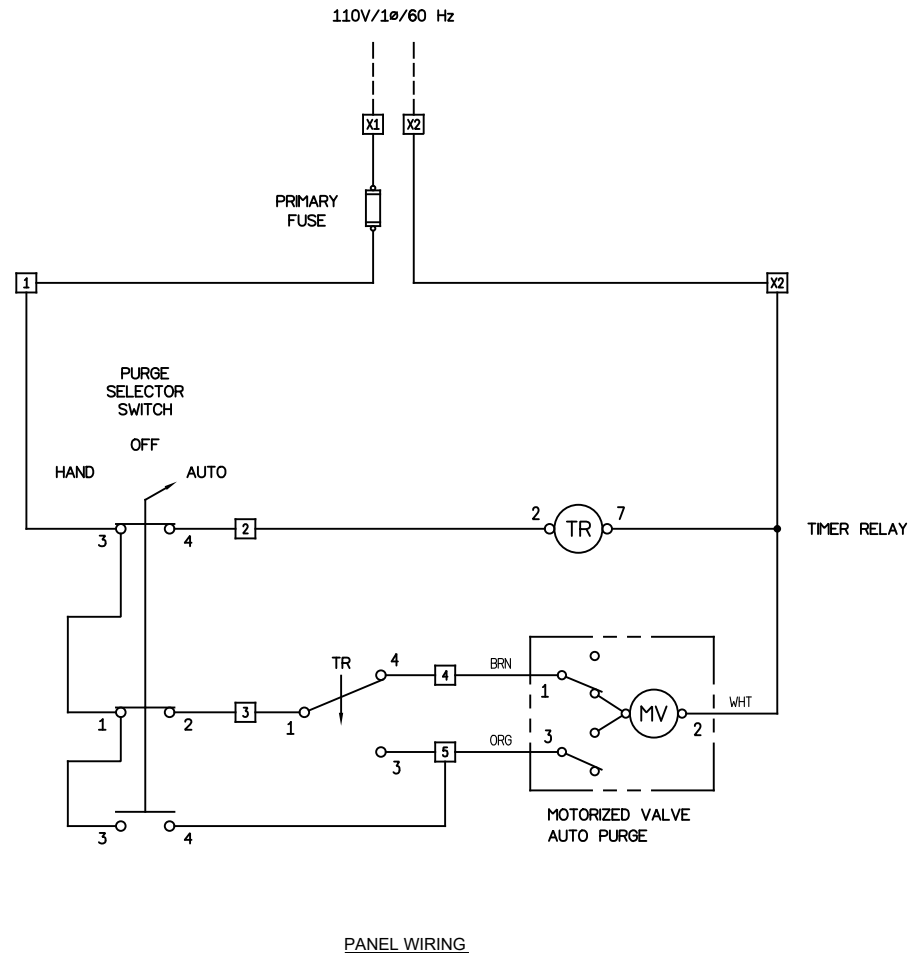 110V/1ø/60 Hz
X1
X2
PRIMARY
FUSE
1
X2
PURGE
SELECTOR
SWITCH
OFF
HAND
AUTO
3
4
2
2
TR
7
TIMER RELAY
1
2
3
1
TR
4
4
BRN
1
MV
2
WHT
3
5
ORG
3
3
4
MOTORIZED VALVE
AUTO PURGE
PANEL WIRING